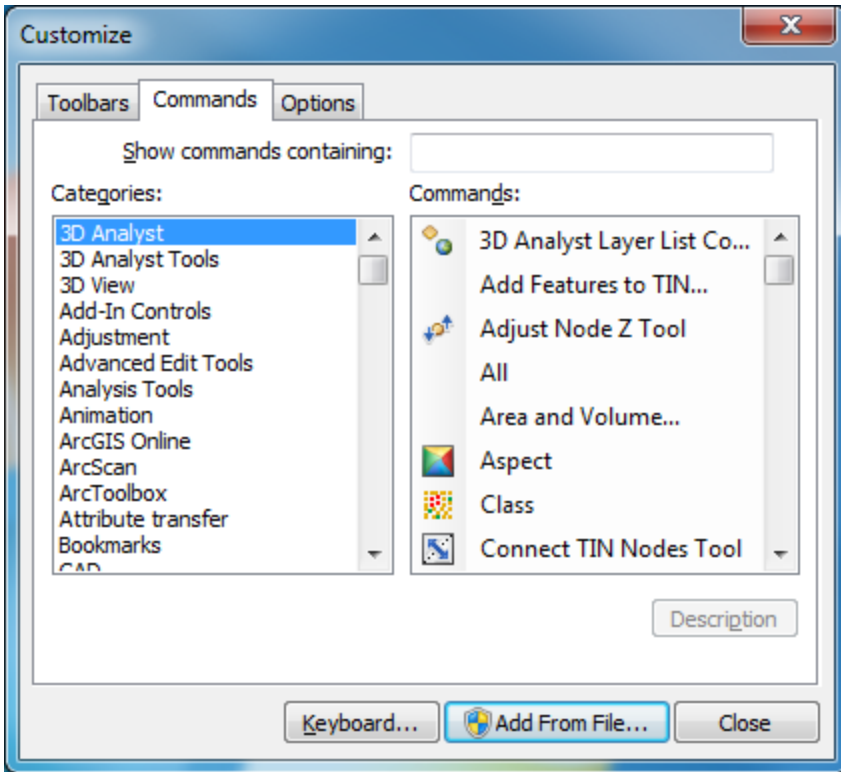 Customize
Toolbars Commands Options
Show commands containing:
Categories: Commands:
3D Analyst
3D Analyst Tools
3D View
Add-In Controls
Adjustment
Advanced Edit Tools
Analysis Tools
Animation
ArcGIS Online
ArcScan
ArcToolbox
Attribute transfer
Bookmarks
CAD
3D Analyst Layer List Co...
Add Features to TIN...
Adjust Node Z Tool
All
Area and Volume...
Aspect
Class
Connect TIN Nodes Tool
Description
Keyboard... Add From File... Close